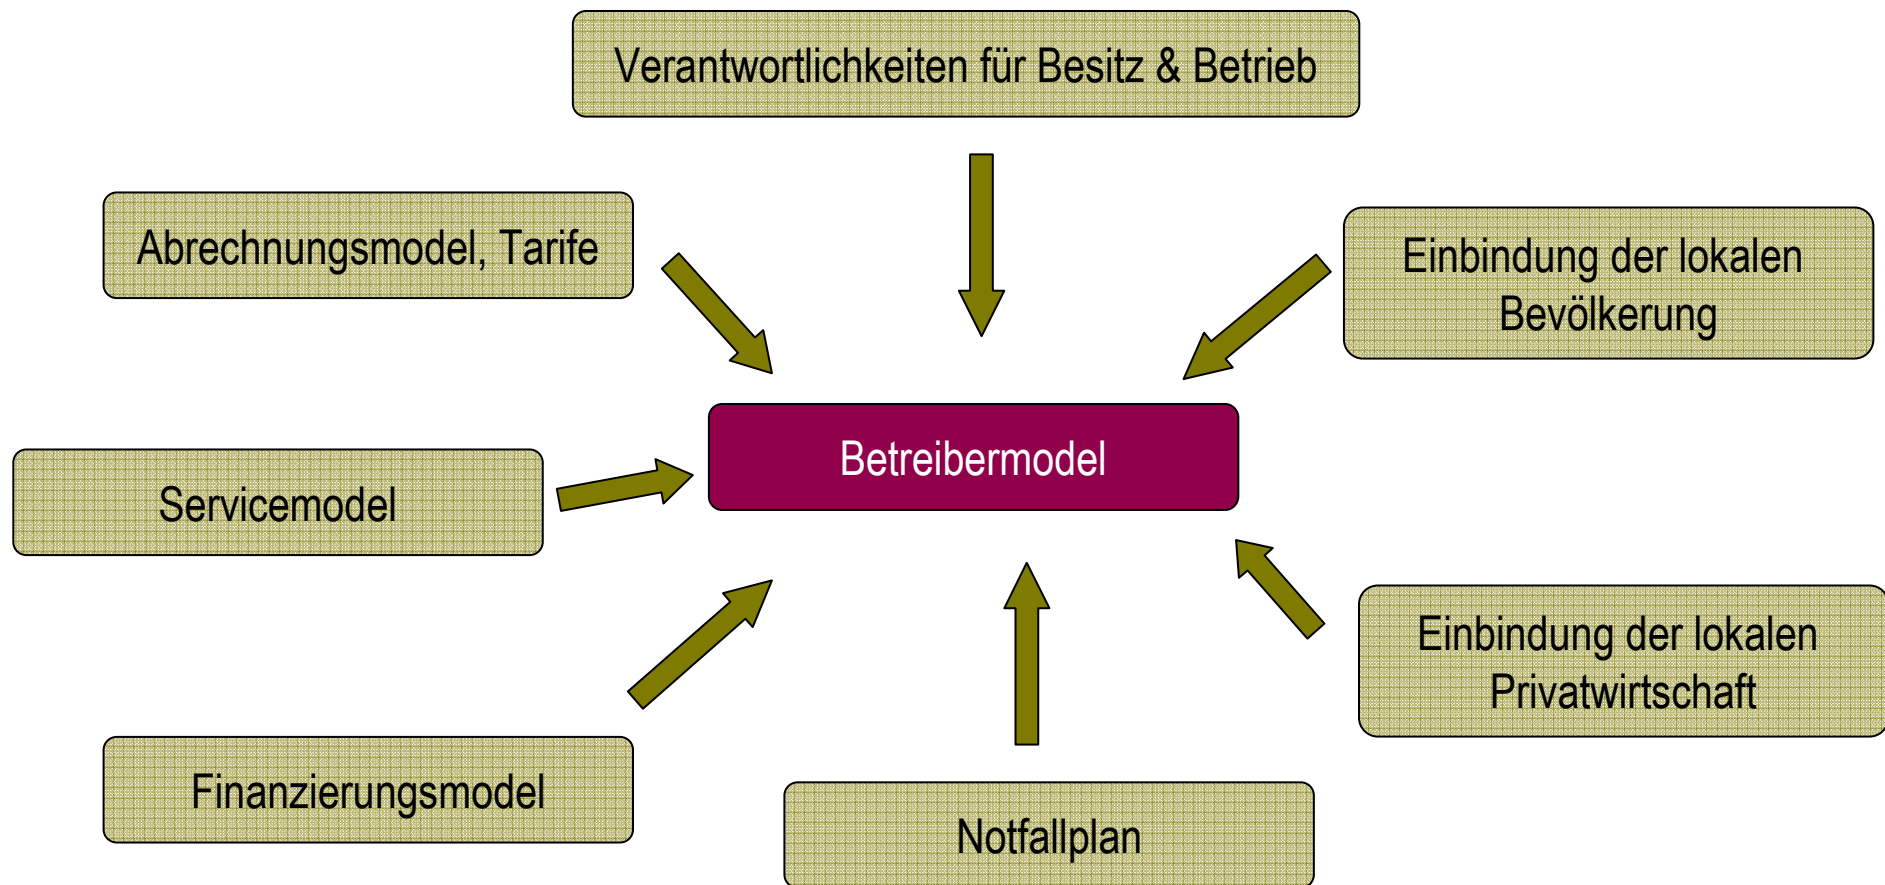 Verantwortlichkeiten für Besitz & Betrieb
Abrechnungsmodel, Tarife
Einbindung der lokalen
Bevölkerung
Betreibermodel
Servicemodel
Einbindung der lokalen
Privatwirtschaft
Finanzierungsmodel
Notfallplan